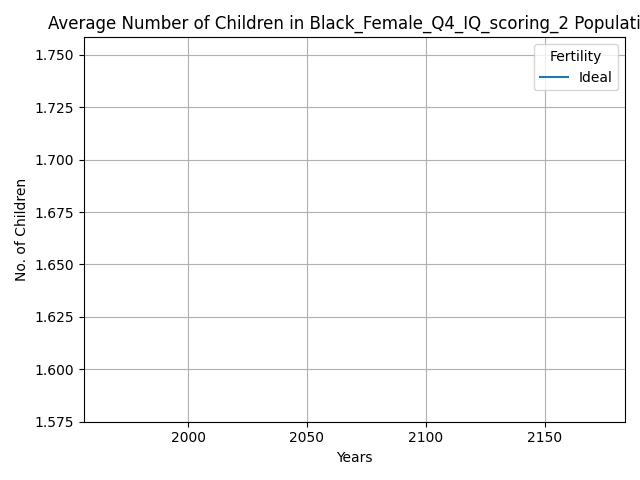 Average Number of Children in Black_Female_Q4_IQ_scoring_2 Populati
1.750
1.725
1.700
1.675
1.650
1.625
1.600
1.575
No. of Children
Fertility
Ideal
2000 2050 2100 2150
Years